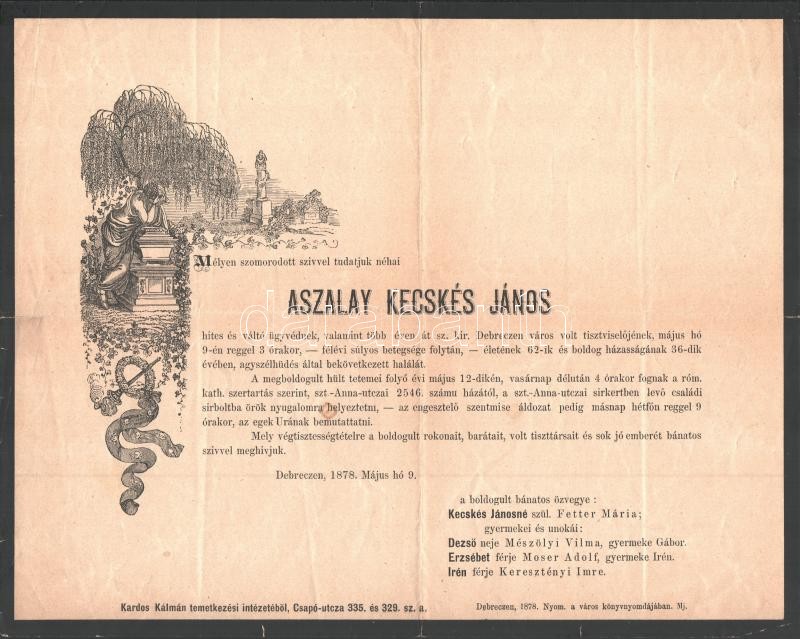 Mélyen szomorodott szivvel tudatjuk néhai
ASZALAY KECSKÉS JÁNOS
hites és váltó ügyvédnek, valamint több éven át sz. kir. Debreczen város volt tisztviselőjének, május hó
9-én reggel 3 órakor, — félévi súlyos betegsége folytán, — életének 62-ik és boldog házasságának 36-dik
évében, agyszélhüdés által bekövetkezett halálát.
A megboldogult hült tetemei folyó évi május 12-dikén, vasárnap délután 4 órakor fognak a róm.
kath. szertartás szerint, szt.-Anna-utczai 2546. számu házától, a szt.-Anna-utczai sirkertben levő családi
sirboltba örök nyugalomra helyeztetni, — az engesztelő szentmise áldozat pedig másnap hétfőn reggel 9
órakor, az egek Urának bemutattatni.
Mely végtisztességtételre a boldogult rokonait, barátait, volt tiszttársait és sok jó emberét bánatos
szivvel meghivjuk.
Debreczen, 1878. Május hó 9.
a boldogult bánatos özvegye :
Kecskés Jánosné szül. Fetter Mária;
gyermekei és unokái:
Dezső neje Mészölyi Vilma, gyermeke Gábor.
Erzsébet férje Moser Adolf, gyermeke Irén.
Irén férje Keresztényi Imre.
Kardos Kálmán temetkezési intézetéből, Csapó-utcza 335. és 329. sz. a.
Debreczen, 1878. Nyom. a város könyvnyomdájában. Mj.
darabanth